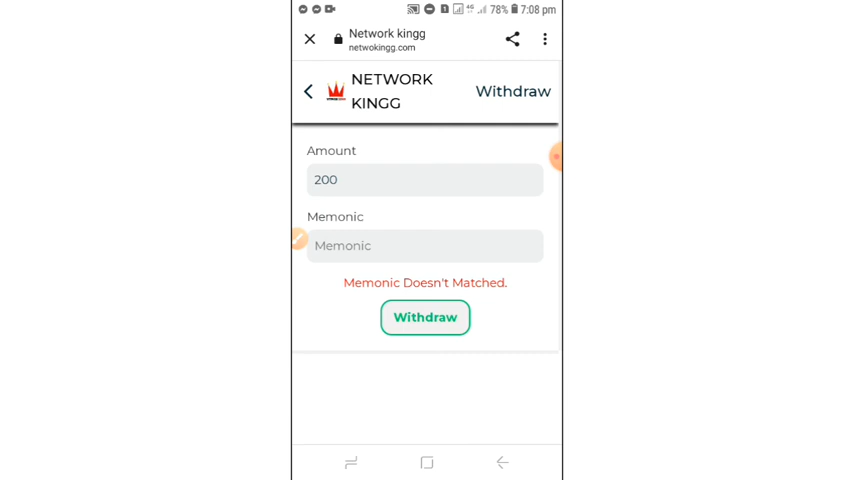 78% 7:08 pm
Network kingg
netwokingg.com
NETWORK
KINGG
Withdraw
Amount
200
Memonic
Memonic
Memonic Doesn't Matched.
Withdraw